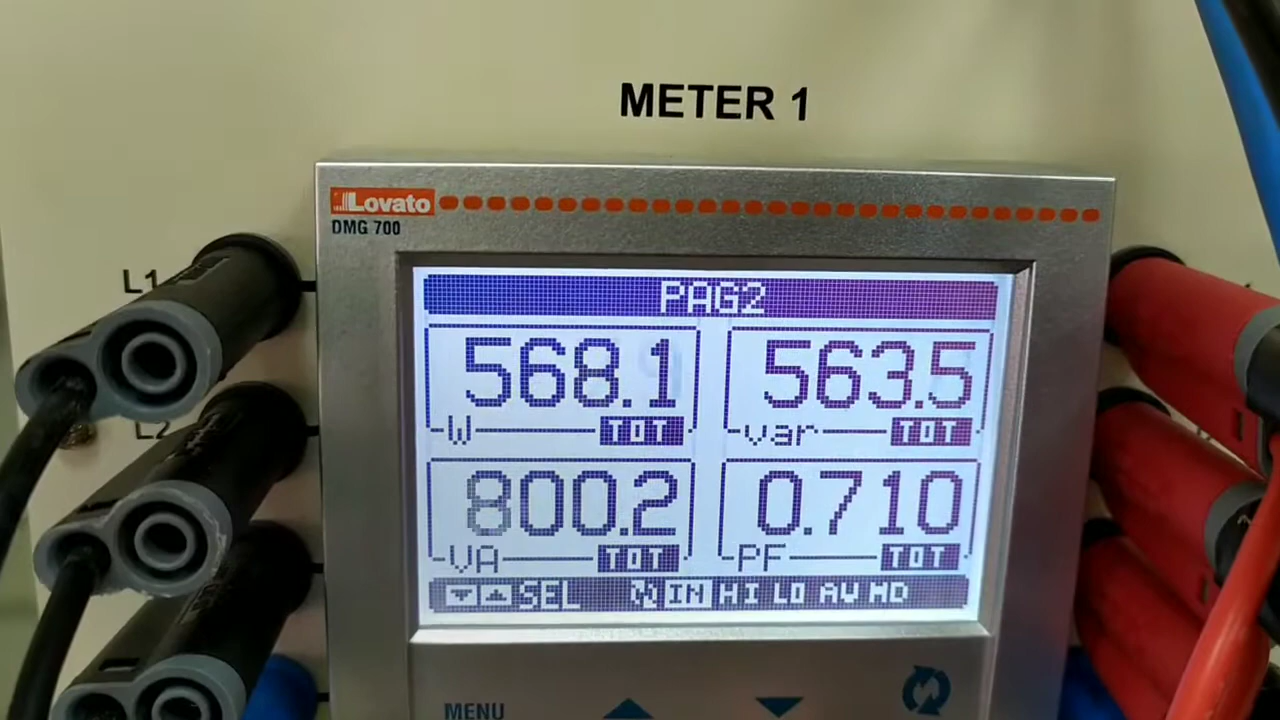 METER 1
Lovato
DMG 700
L1
L2
PAG2
568.1
W TOT
563.5
var TOT
800.2
VA TOT
0.710
PF TOT
SEL IN HI LO AV MD
MENU